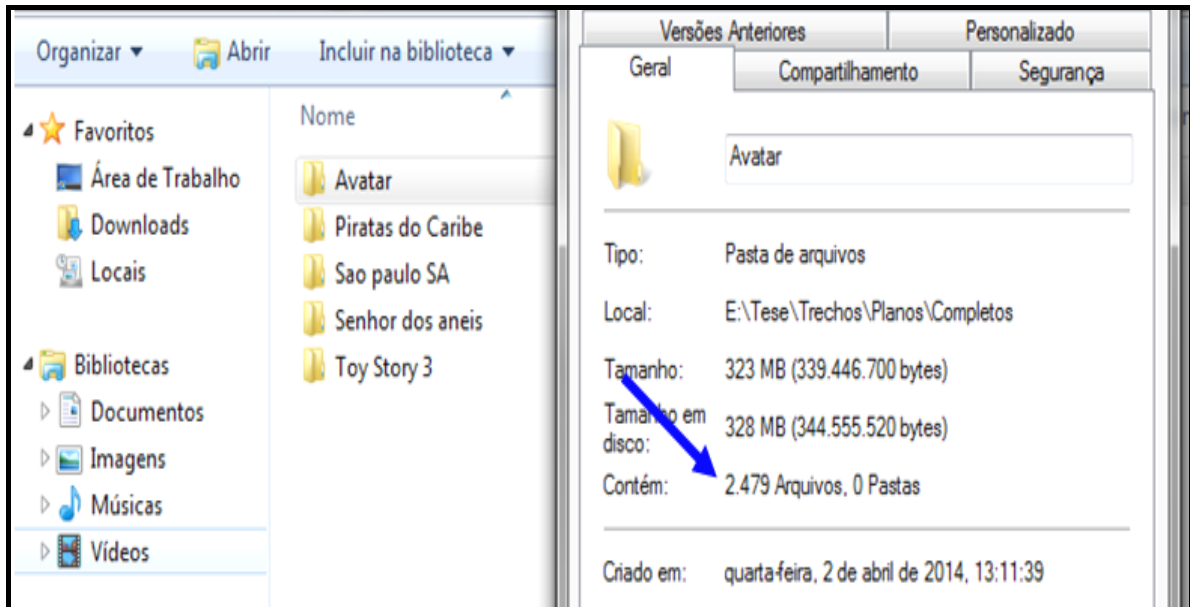 Organizar
Abrir
Incluir na biblioteca
Favoritos
Área de Trabalho
Downloads
Locais
Bibliotecas
Documentos
Imagens
Músicas
Vídeos
Nome
Avatar
Piratas do Caribe
Sao paulo SA
Senhor dos aneis
Toy Story 3
Versões Anteriores
Personalizado
Geral
Compartilhamento
Segurança
Avatar
Tipo: Pasta de arquivos
Local: E:\Tese\Trechos\Planos\Completos
Tamanho: 323 MB (339.446.700 bytes)
Tamanho em
disco: 328 MB (344.555.520 bytes)
Contém: 2.479 Arquivos, 0 Pastas
Criado em: quarta-feira, 2 de abril de 2014, 13:11:39